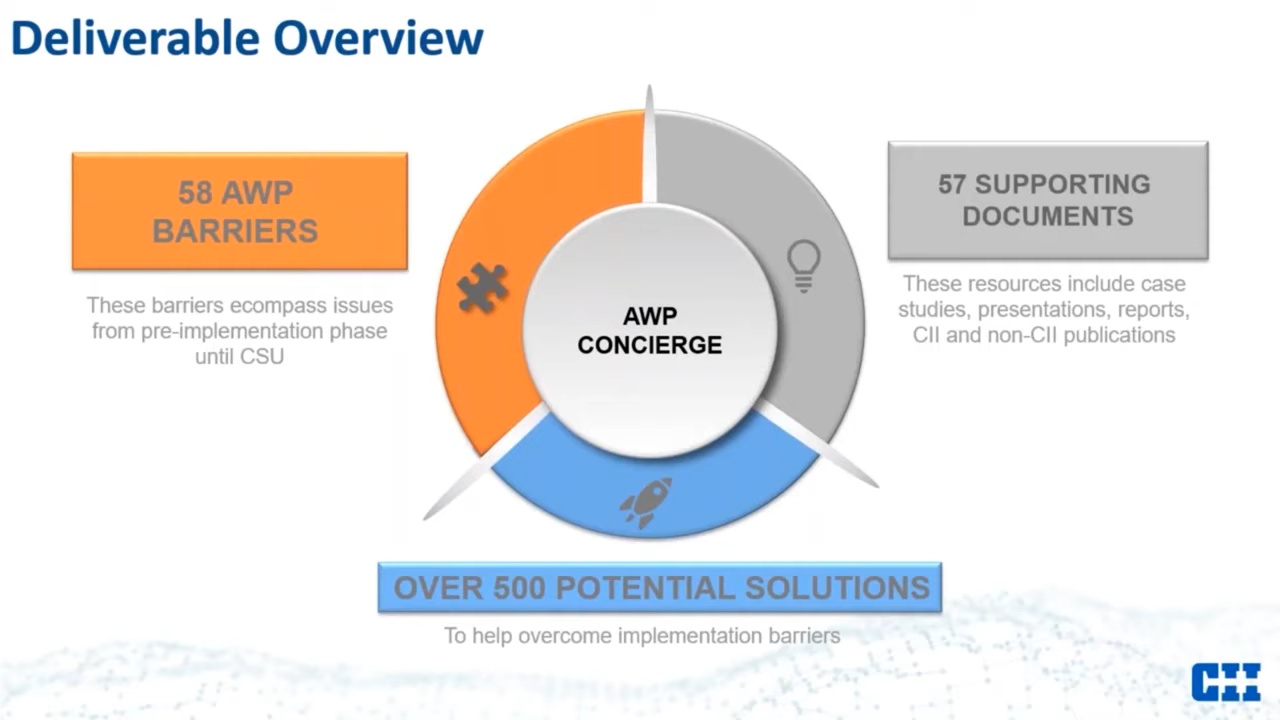 Deliverable Overview
58 AWP
BARRIERS
These barriers ecompass issues
from pre-implementation phase
until CSU
AWP
CONCIERGE
57 SUPPORTING
DOCUMENTS
These resources include case
studies, presentations, reports,
CII and non-CII publications
OVER 500 POTENTIAL SOLUTIONS
To help overcome implementation barriers
CII